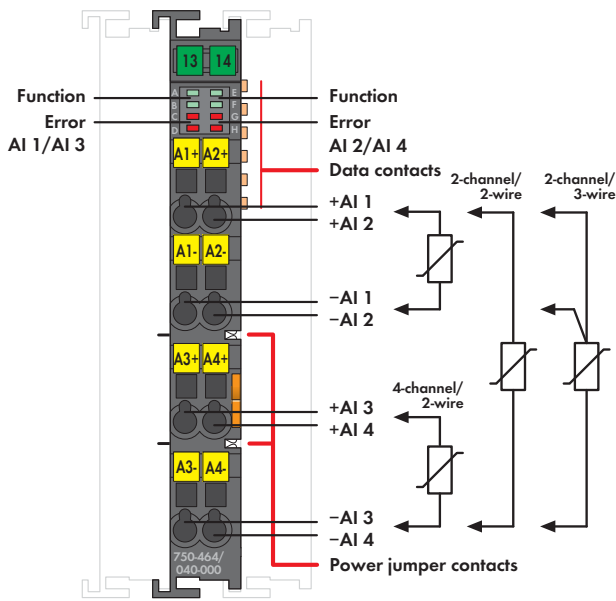 13 14
A E
B F
C G
D H
Function
Error
AI 1/AI 3
Function
Error
AI 2/AI 4
Data contacts
A1+ A2+
+AI 1
+AI 2
A1- A2-
−AI 1
−AI 2
A3+ A4+
+AI 3
+AI 4
A3- A4-
−AI 3
−AI 4
Power jumper contacts
750-464/
040-000
2-channel/
2-wire
2-channel/
3-wire
4-channel/
2-wire